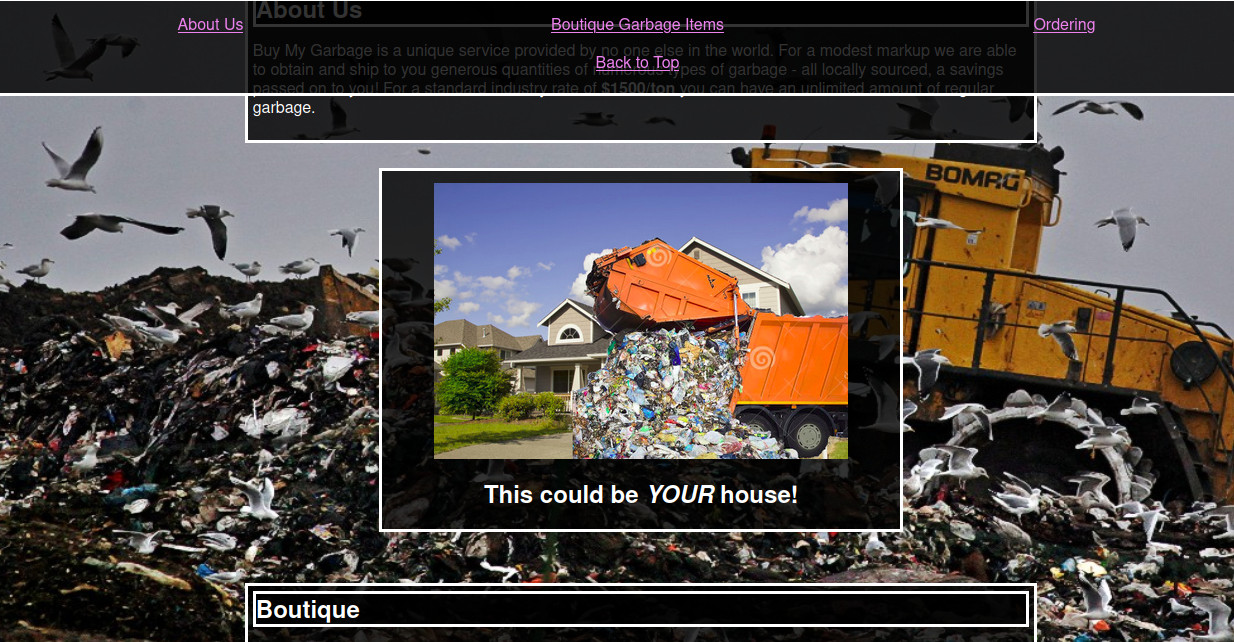 About Us
About Us Boutique Garbage Items Ordering
Back to Top
Buy My Garbage is a unique service provided by no one else in the world. For a modest markup we are able
to obtain and ship to you generous quantities of numerous types of garbage - all locally sourced, a savings
passed on to you! For a standard industry rate of $1500/ton you can have an unlimited amount of regular
garbage.
BOMAG
This could be YOUR house!
Boutique